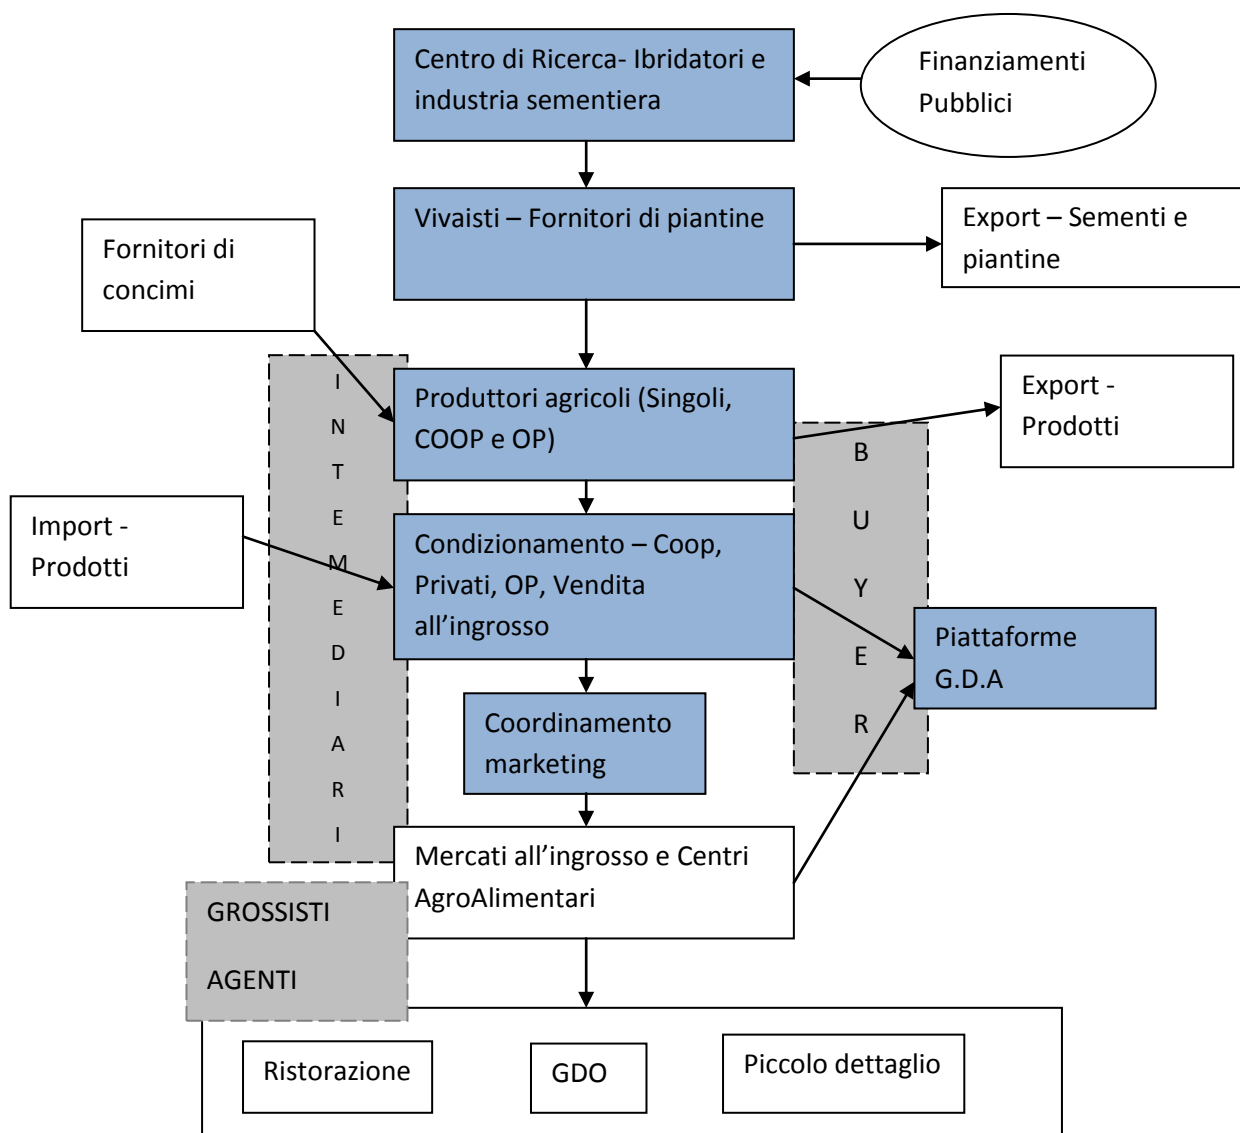 Centro di Ricerca- Ibridatori e
industria sementiera
Finanziamenti
Pubblici
Vivaisti – Fornitori di piantine
Export – Sementi e
piantine
Fornitori di
concimi
I
N
T
E
M
E
D
I
A
R
I
Produttori agricoli (Singoli,
COOP e OP)
Export -
Prodotti
B
U
Y
E
R
Import -
Prodotti
Condizionamento – Coop,
Privati, OP, Vendita
all’ingrosso
Piattaforme
G.D.A
Coordinamento
marketing
Mercati all’ingrosso e Centri
AgroAlimentari
GROSSISTI
AGENTI
Ristorazione
GDO
Piccolo dettaglio